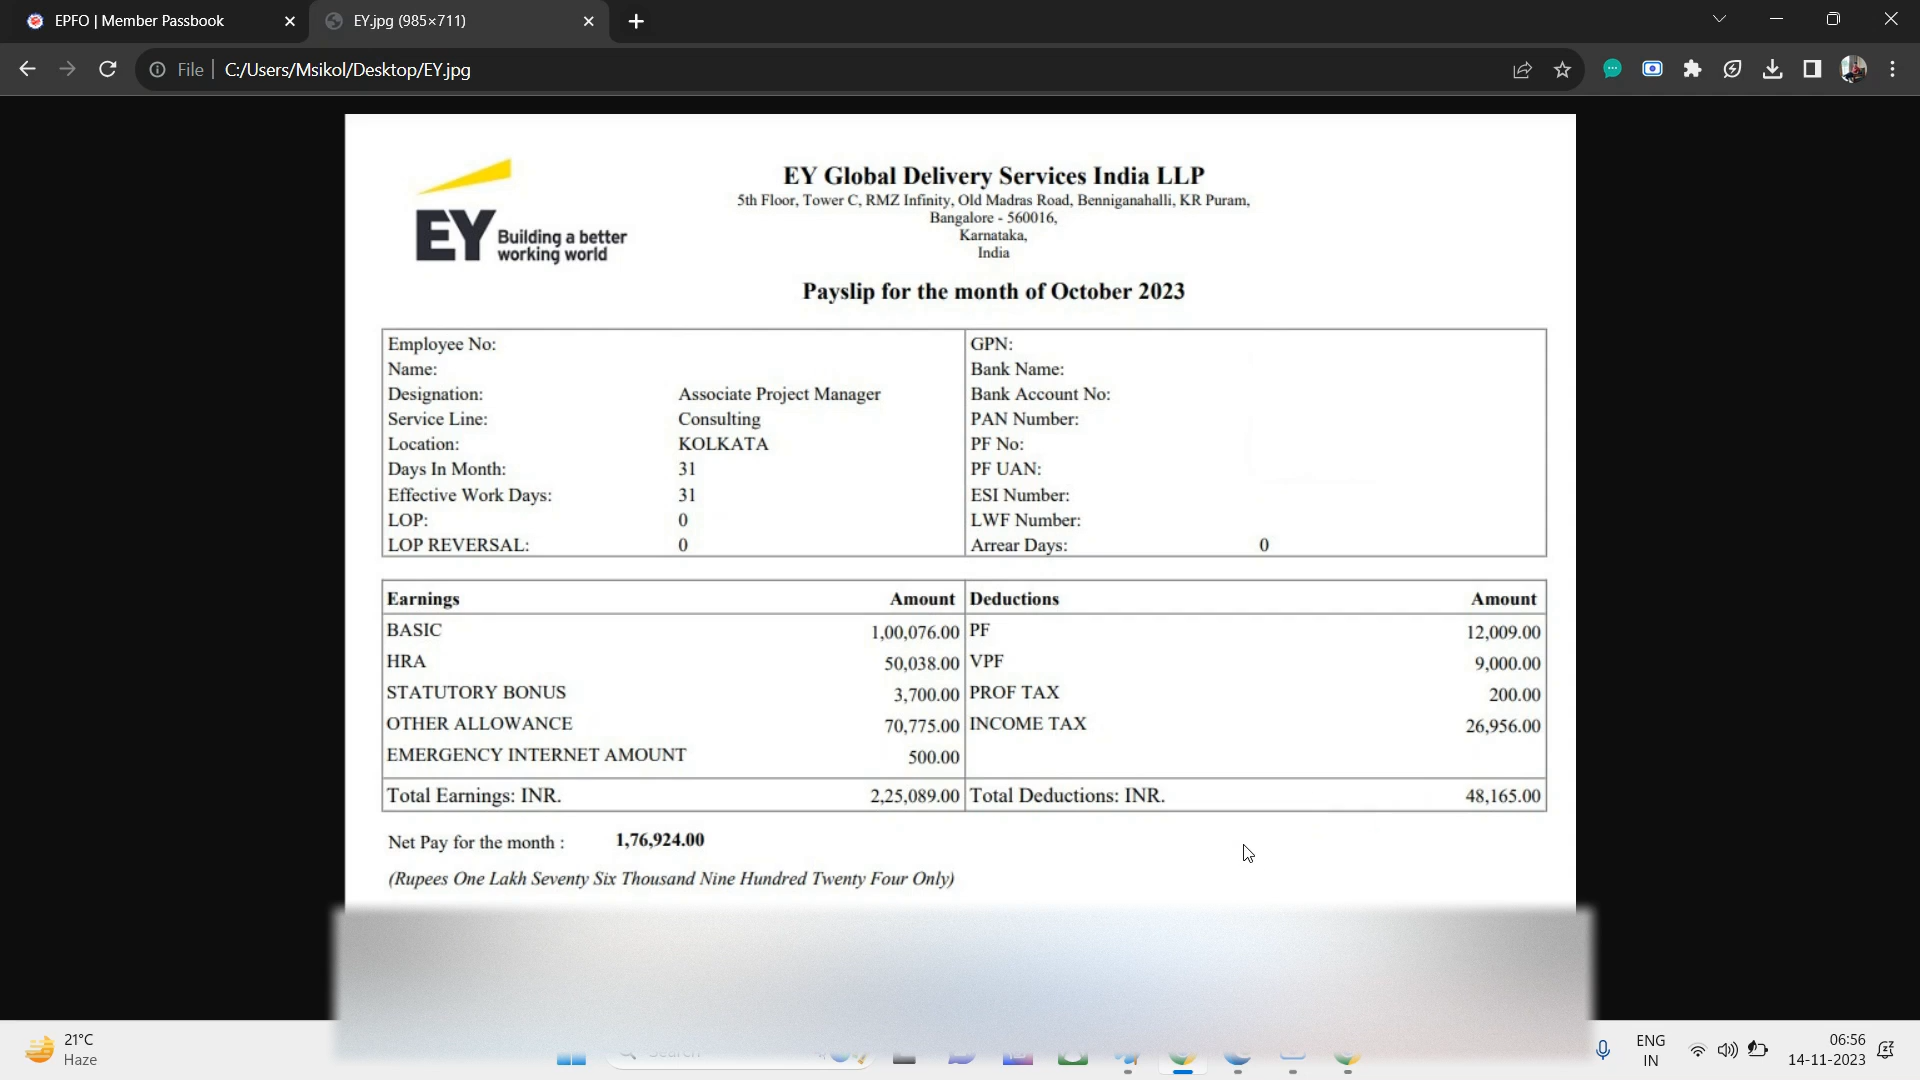 EPFO | Member Passbook
EY.jpg (985×711)
File
C:/Users/Msikol/Desktop/EY.jpg
EY
Building a better
working world
EY Global Delivery Services India LLP
5th Floor, Tower C, RMZ Infinity, Old Madras Road, Benniganahalli, KR Puram,
Bangalore - 560016,
Karnataka,
India
Payslip for the month of October 2023
Employee No:
Name:
Designation: Associate Project Manager
Service Line: Consulting
Location: KOLKATA
Days In Month: 31
Effective Work Days: 31
LOP: 0
LOP REVERSAL: 0
GPN:
Bank Name:
Bank Account No:
PAN Number:
PF No:
PF UAN:
ESI Number:
LWF Number:
Arrear Days: 0
Earnings Amount Deductions Amount
BASIC 1,00,076.00 PF 12,009.00
HRA 50,038.00 VPF 9,000.00
STATUTORY BONUS 3,700.00 PROF TAX 200.00
OTHER ALLOWANCE 70,775.00 INCOME TAX 26,956.00
EMERGENCY INTERNET AMOUNT 500.00
Total Earnings: INR. 2,25,089.00 Total Deductions: INR. 48,165.00
Net Pay for the month : 1,76,924.00
(Rupees One Lakh Seventy Six Thousand Nine Hundred Twenty Four Only)
21°C
Haze
Search
ENG
IN
06:56
14-11-2023